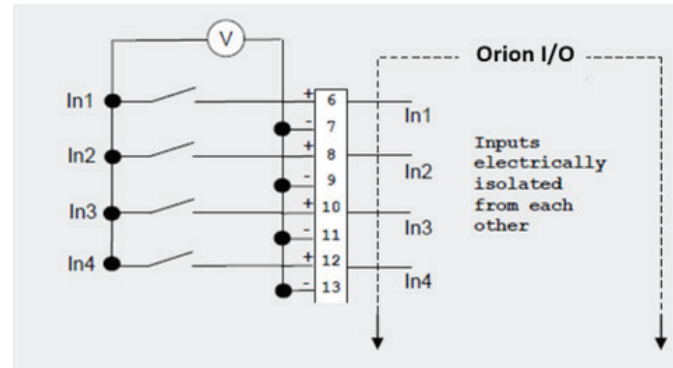 V
Orion I/O
In1
+
6
In1
-
7
In2
+
8
In2
-
9
In3
+
10
In3
-
11
In4
+
12
In4
-
13
Inputs
electrically
isolated
from each
other